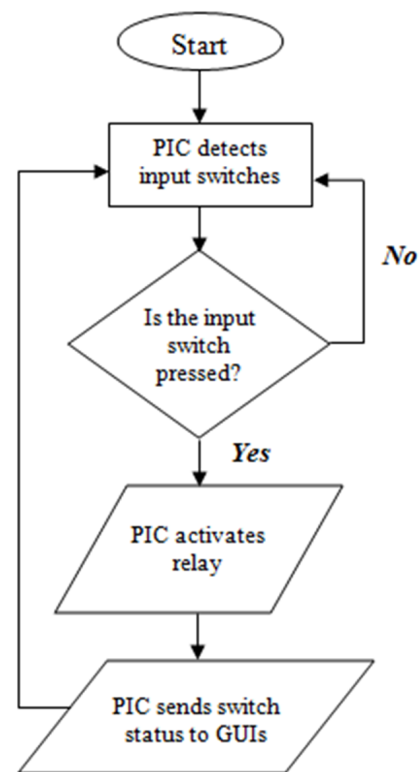 Start
PIC detects
input switches
No
Is the input
switch
pressed?
Yes
PIC activates
relay
PIC sends switch
status to GUIs